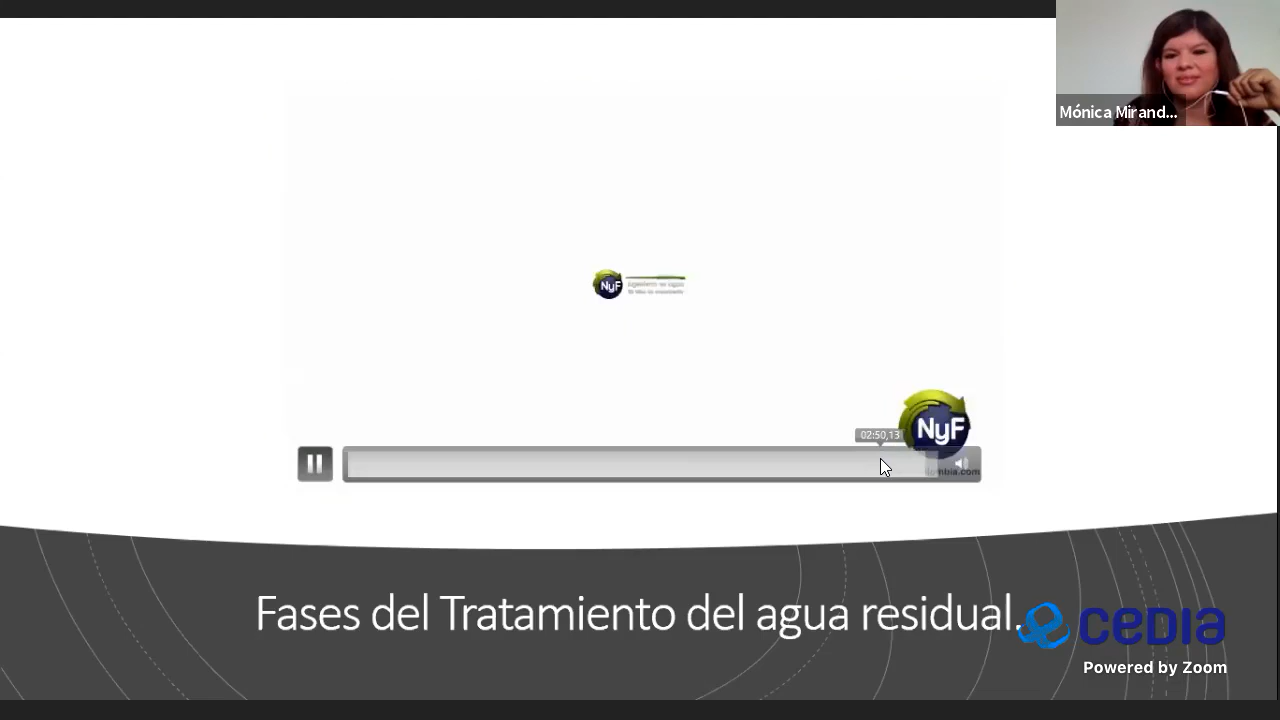 Mónica Mirand...
NyF
02:50,13
NyF
Fases del Tratamiento del agua residual.
cedia
Powered by Zoom